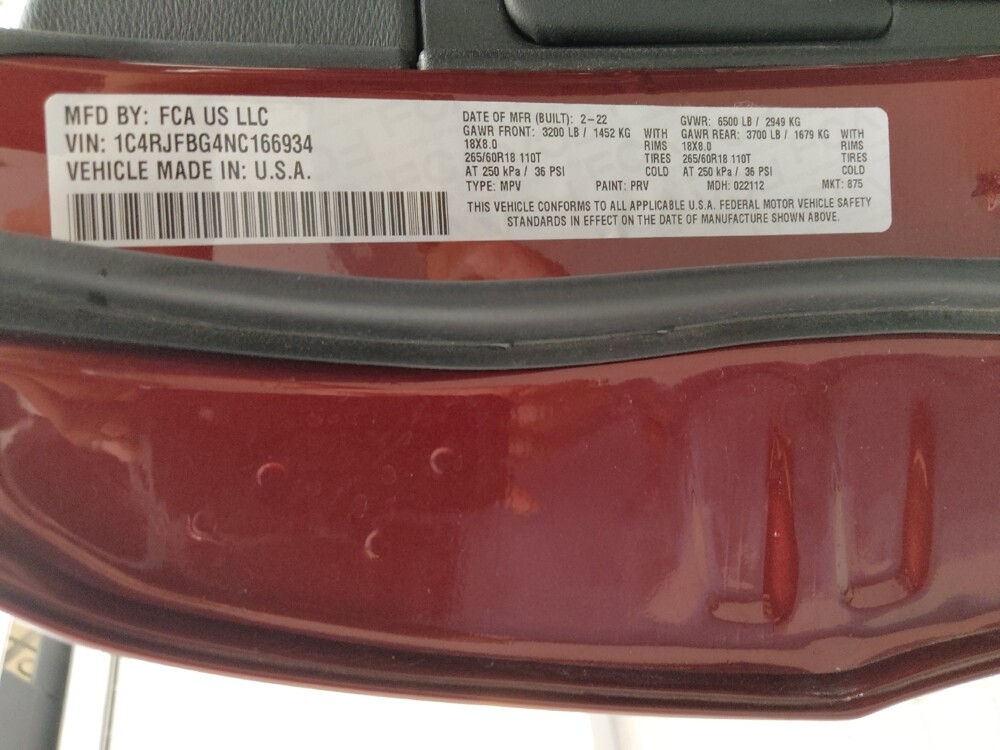 MFD BY: FCA US LLC
VIN: 1C4RJFBG4NC166934
VEHICLE MADE IN: U.S.A.
DATE OF MFR (BUILT): 2-22 GVWR: 6500 LB / 2949 KG
GAWR FRONT: 3200 LB / 1452 KG WITH GAWR REAR: 3700 LB / 1679 KG WITH
18X8.0 RIMS 18X8.0 RIMS
265/60R18 110T TIRES 265/60R18 110T TIRES
AT 250 kPa / 36 PSI COLD AT 250 kPa / 36 PSI COLD
TYPE: MPV PAINT: PRV MDH: 022112 MKT: 875
THIS VEHICLE CONFORMS TO ALL APPLICABLE U.S.A. FEDERAL MOTOR VEHICLE SAFETY
STANDARDS IN EFFECT ON THE DATE OF MANUFACTURE SHOWN ABOVE.